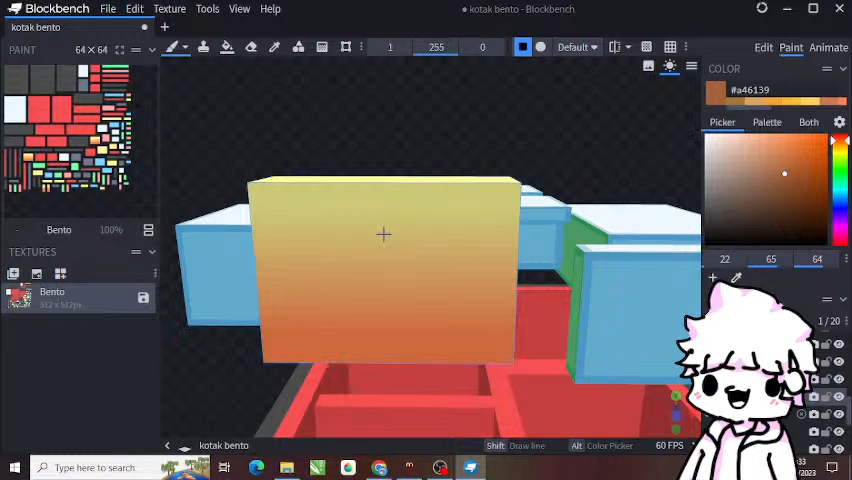 Blockbench File Edit Texture Tools View Help
kotak bento - Blockbench
kotak bento
PAINT 64×64
1 255 0 Default
Edit Paint Animate
COLOR
#a46139
Picker Palette Both
22 65 64
Bento 100%
TEXTURES
Bento
512 x 512px
1 / 20
kotak bento
Shift Draw line Alt Color Picker 60 FPS
Type here to search